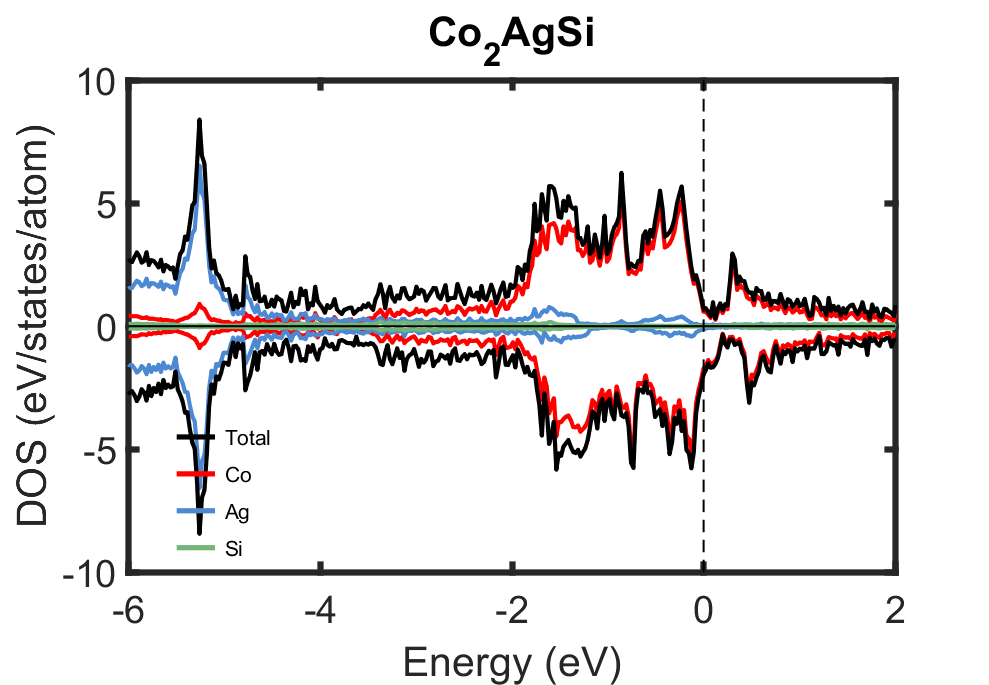 Co₂AgSi
10
5
0
-5
-10
DOS (eV/states/atom)
Total
Co
Ag
Si
-6 -4 -2 0 2
Energy (eV)